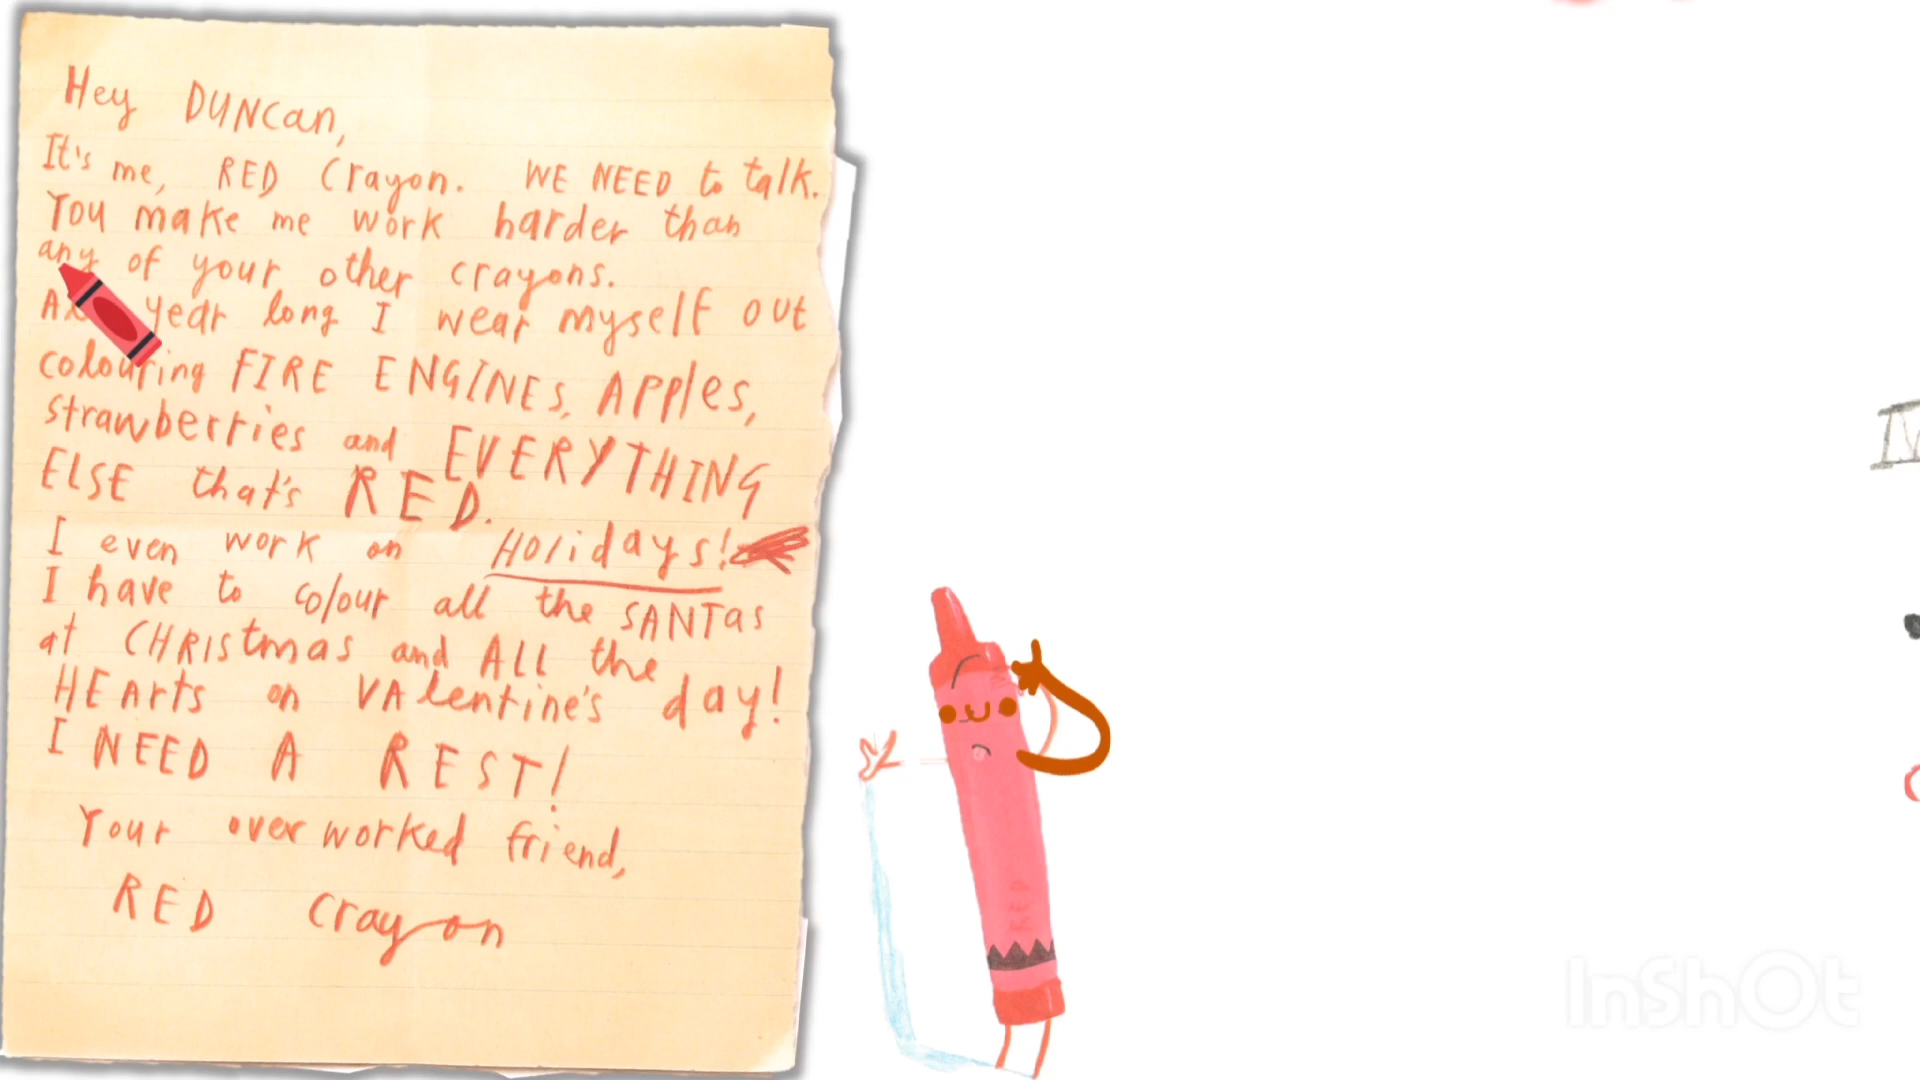 Hey DUNCan,
It's me, RED Crayon. WE NEED to talk.
You make me work harder than
any of your other crayons.
year long I wear myself out
colouring FIRE ENGINEs, Apples,
strawberries and EVERYTHING
ELSE that's RED.
I even work on Holidays!
I have to colour all the SANTas
at CHRIStmas and ALL the
HEArts on VAlentine's day!
I NEED A REST!
Your overworked friend,
RED Crayon
RED
InShOt